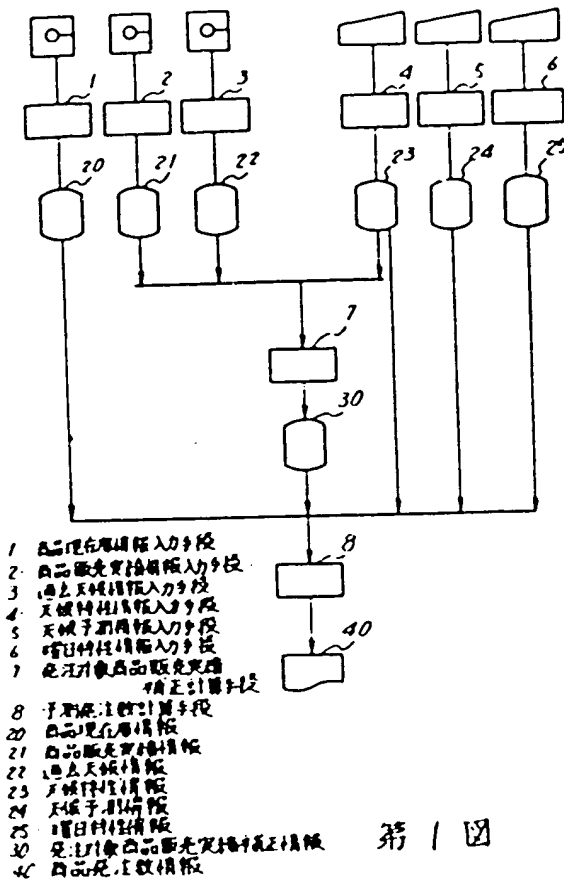 1
2
3
4
5
6
20
21
22
23
24
25
7
30
8
40
1 商品現在庫情報入力手段
2 商品販売実績情報入力手段
3 過去天候情報入力手段
4 天候特性情報入力手段
5 天候予測情報入力手段
6 曜日特性情報入力手段
7 発注対象商品販売実績
補正計算手段
8 予測発注数計算手段
20 商品現在庫情報
21 商品販売実績情報
22 過去天候情報
23 天候特性情報
24 天候予測情報
25 曜日特性情報
30 発注対象商品販売実績補正情報
40 商品発注数情報
第1図